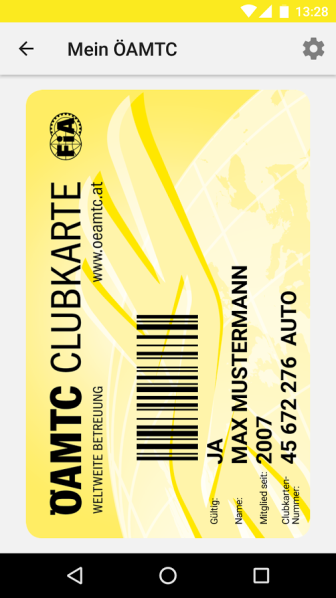 13:28
Mein ÖAMTC
ÖAMTC CLUBKARTE
FiA
WELTWEITE BETREUUNG
www.oeamtc.at
Gültig: JA
Name: MAX MUSTERMANN
Mitglied seit: 2007
Clubkarten-
Nummer: 45 672 276 AUTO